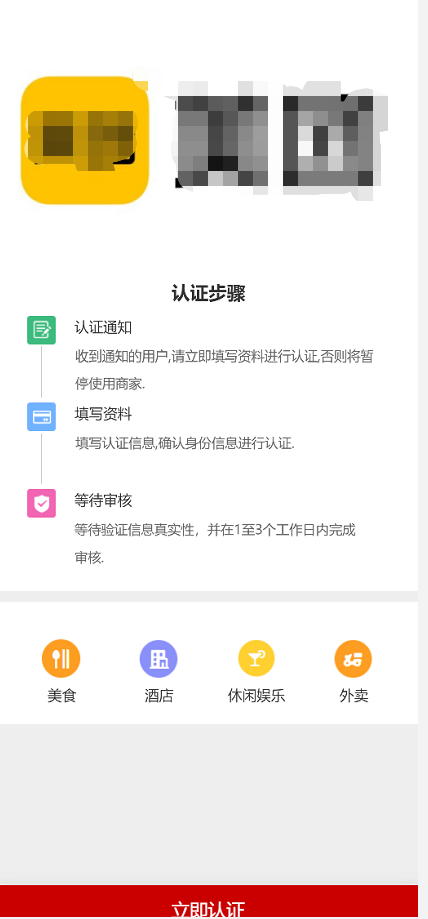 认证步骤
认证通知
收到通知的用户,请立即填写资料进行认证,否则将暂
停使用商家.
填写资料
填写认证信息,确认身份信息进行认证.
等待审核
等待验证信息真实性，并在1至3个工作日内完成
审核.
美食 酒店 休闲娱乐 外卖
立即认证